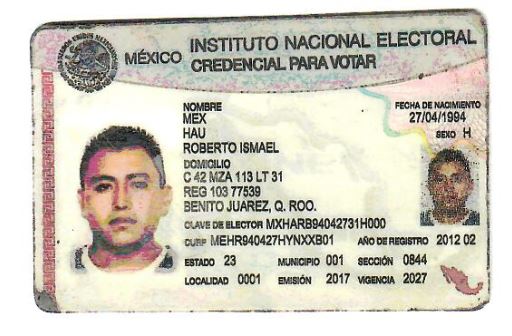 MÉXICO INSTITUTO NACIONAL ELECTORAL
CREDENCIAL PARA VOTAR
NOMBRE
MEX
HAU
ROBERTO ISMAEL
FECHA DE NACIMIENTO
27/04/1994
SEXO H
DOMICILIO
C 42 MZA 113 LT 31
REG 103 77539
BENITO JUAREZ, Q. ROO.
CLAVE DE ELECTOR MXHARB94042731H000
CURP MEHR940427HYNXXB01 AÑO DE REGISTRO 2012 02
ESTADO 23 MUNICIPIO 001 SECCIÓN 0844
LOCALIDAD 0001 EMISIÓN 2017 VIGENCIA 2027